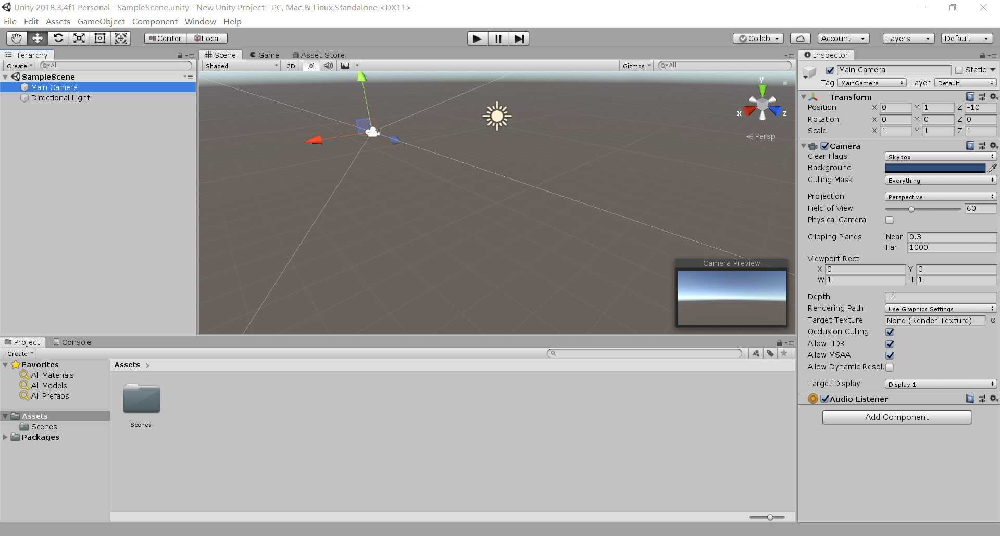 Unity 2018.3.4f1 Personal - SampleScene.unity - New Unity Project - PC, Mac & Linux Standalone <DX11>
File Edit Assets GameObject Component Window Help
Center Local Collab Account Layers Default
Hierarchy
Create All
SampleScene
Main Camera
Directional Light
Scene Game Asset Store
Shaded 2D Gizmos All
y
x z
Persp
Camera Preview
Inspector
Main Camera Static
Tag MainCamera Layer Default
Transform
Position X 0 Y 1 Z -10
Rotation X 0 Y 0 Z 0
Scale X 1 Y 1 Z 1
Camera
Clear Flags Skybox
Background
Culling Mask Everything
Projection Perspective
Field of View 60
Physical Camera
Clipping Planes Near 0.3
Far 1000
Viewport Rect
X 0 Y 0
W 1 H 1
Depth -1
Rendering Path Use Graphics Settings
Target Texture None (Render Texture)
Occlusion Culling
Allow HDR
Allow MSAA
Allow Dynamic Resolu
Target Display Display 1
Audio Listener
Add Component
Project Console
Create
Favorites
All Materials
All Models
All Prefabs
Assets
Scenes
Packages
Assets
Scenes